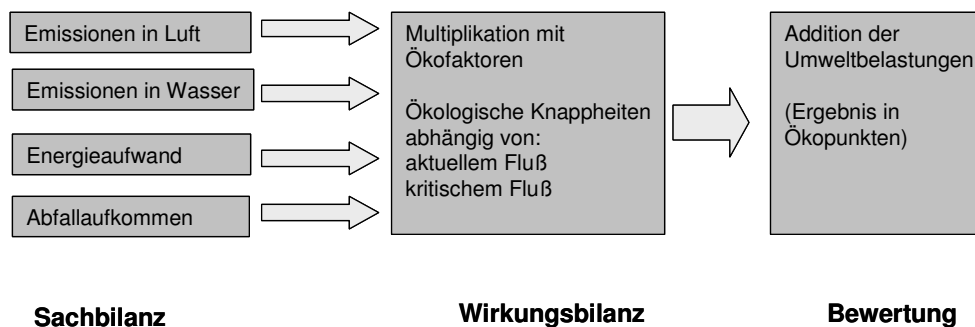 Emissionen in Luft
Emissionen in Wasser
Energieaufwand
Abfallaufkommen
Multiplikation mit
Ökofaktoren
Ökologische Knappheiten
abhängig von:
aktuellem Fluß
kritischem Fluß
Addition der
Umweltbelastungen
(Ergebnis in
Ökopunkten)
Sachbilanz
Wirkungsbilanz
Bewertung